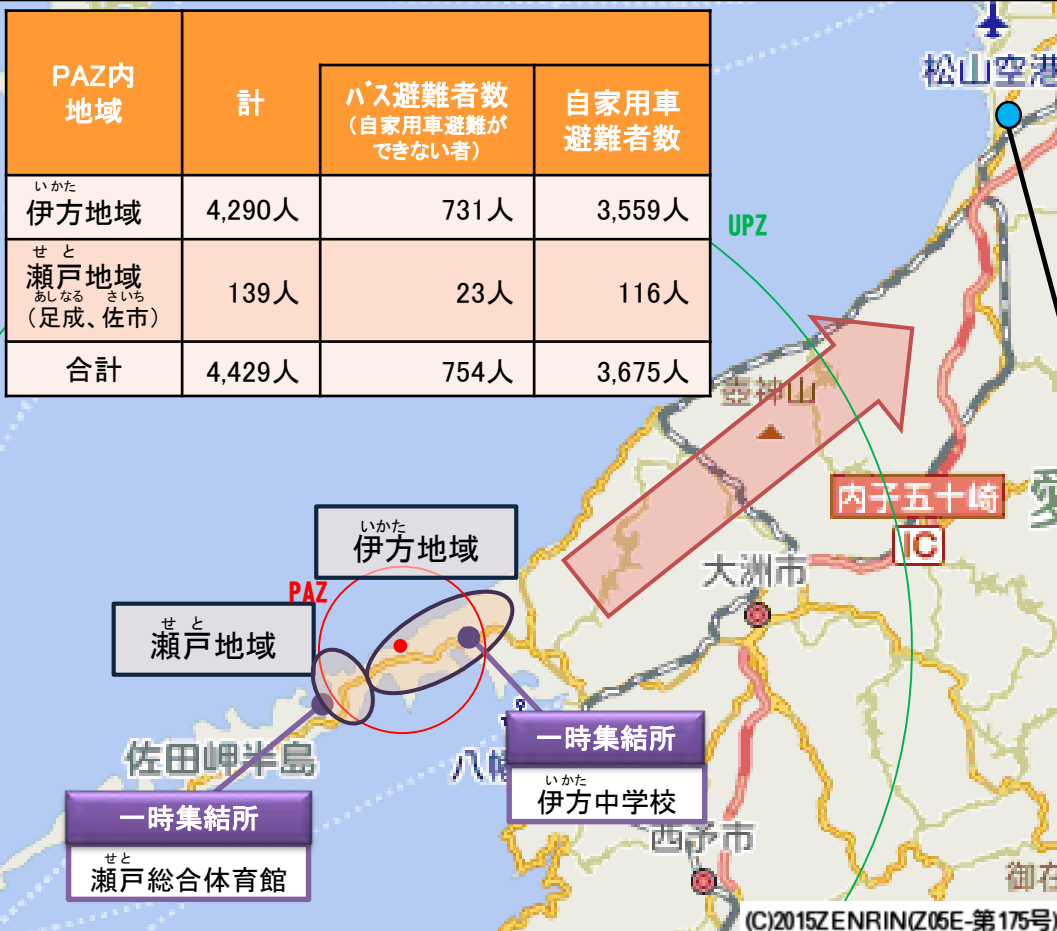 PAZ内
地域
計
バス避難者数
（自家用車避難が
できない者）
自家用車
避難者数
いかた
伊方地域
4,290人
731人
3,559人
せと
瀬戸地域
あしなる さいち
（足成、佐市）
139人
23人
116人
合計
4,429人
754人
3,675人
松山空港
UPZ
壺神山
内子五十崎
IC
大洲市
いかた
伊方地域
PAZ
せと
瀬戸地域
佐田岬半島
八幡
一時集結所
いかた
伊方中学校
一時集結所
せと
瀬戸総合体育館
西予市
御在
(C)2015ZENRIN(Z05E-第175号)